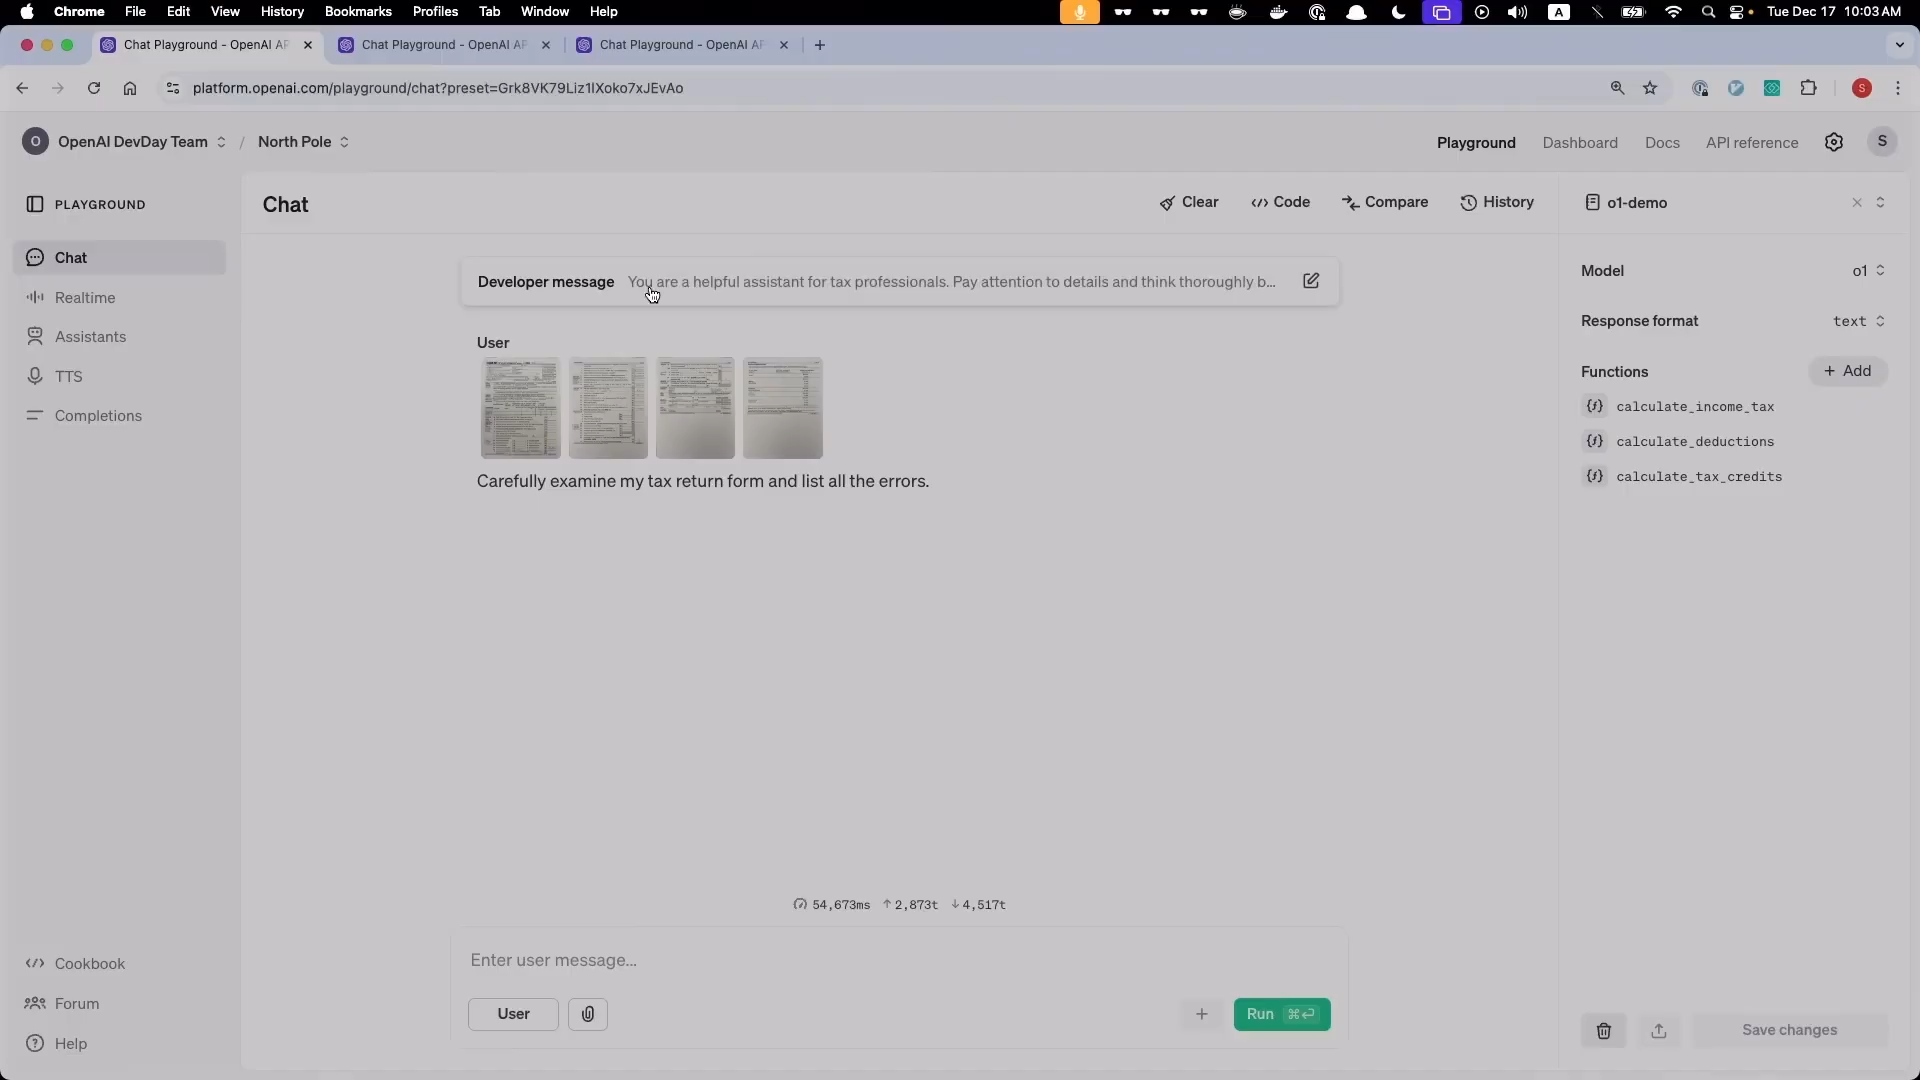 Chrome File Edit View History Bookmarks Profiles Tab Window Help
A
Tue Dec 17 10:03 AM
Chat Playground - OpenAI AP
Chat Playground - OpenAI AP
Chat Playground - OpenAI AP
platform.openai.com/playground/chat?preset=Grk8VK79Liz1lXoko7xJEvAo
S
O OpenAI DevDay Team / North Pole
Playground Dashboard Docs API reference S
PLAYGROUND
Chat
Realtime
Assistants
TTS
Completions
Cookbook
Forum
Help
Chat
Clear Code Compare History
Developer message You are a helpful assistant for tax professionals. Pay attention to details and think thoroughly b...
User
Carefully examine my tax return form and list all the errors.
54,673ms ↑2,873t ↓4,517t
Enter user message...
User
Run ⌘↵
o1-demo
Model o1
Response format text
Functions + Add
calculate_income_tax
calculate_deductions
calculate_tax_credits
Save changes